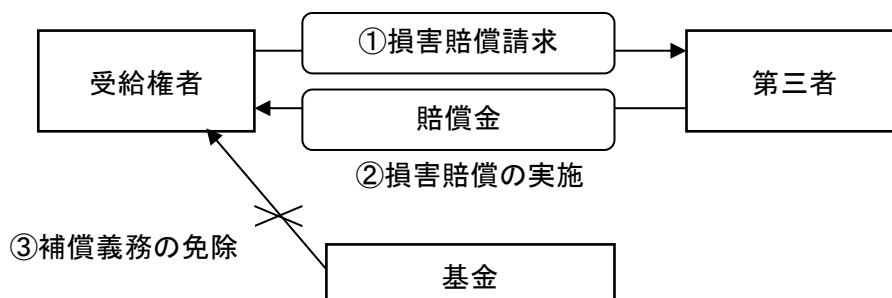 ①損害賠償請求
受給権者
第三者
賠償金
②損害賠償の実施
③補償義務の免除
基金